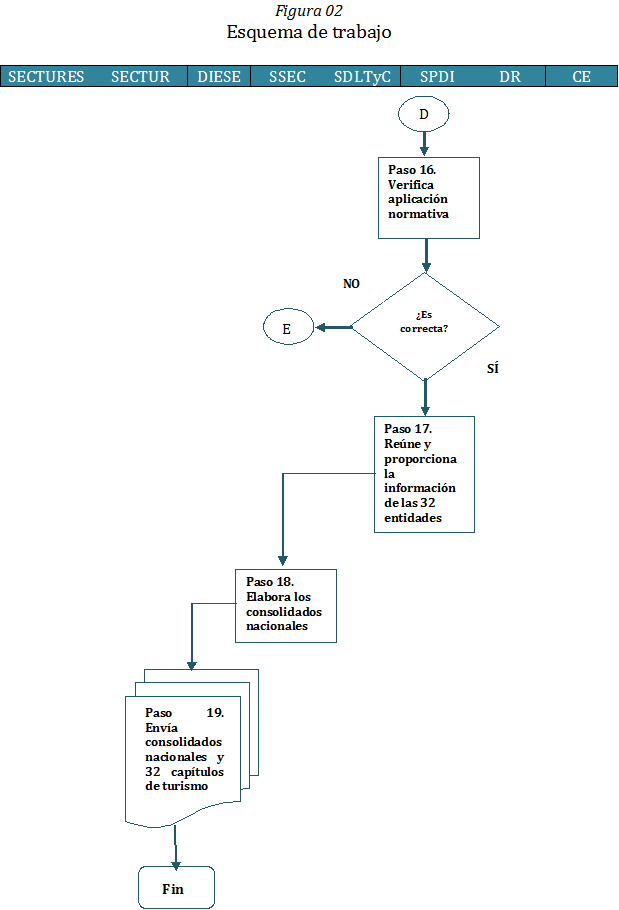 Figura 02
Esquema de trabajo
SECTURES SECTUR DIESE SSEC SDLTyC SPDI DR CE
D
Paso 16.
Verifica
aplicación
normativa
NO
¿Es
correcta?
E
SÍ
Paso 17.
Reúne y
proporciona
la
información
de las 32
entidades
Paso 18.
Elabora los
consolidados
nacionales
Paso 19.
Envía
consolidados
nacionales y
32 capítulos
de turismo
Fin